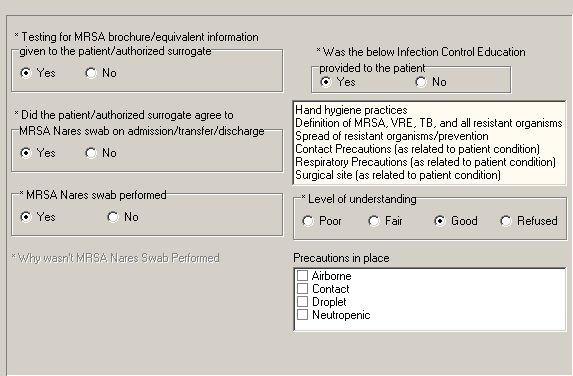 * Testing for MRSA brochure/equivalent information
given to the patient/authorized surrogate
Yes No
* Did the patient/authorized surrogate agree to
MRSA Nares swab on admission/transfer/discharge
Yes No
* MRSA Nares swab performed
Yes No
* Why wasn't MRSA Nares Swab Performed
* Was the below Infection Control Education
provided to the patient
Yes No
Hand hygiene practices
Definition of MRSA, VRE, TB, and all resistant organisms
Spread of resistant organisms/prevention
Contact Precautions (as related to patient condition)
Respiratory Precautions (as related to patient condition)
Surgical site (as related to patient condition)
* Level of understanding
Poor Fair Good Refused
Precautions in place
Airborne
Contact
Droplet
Neutropenic